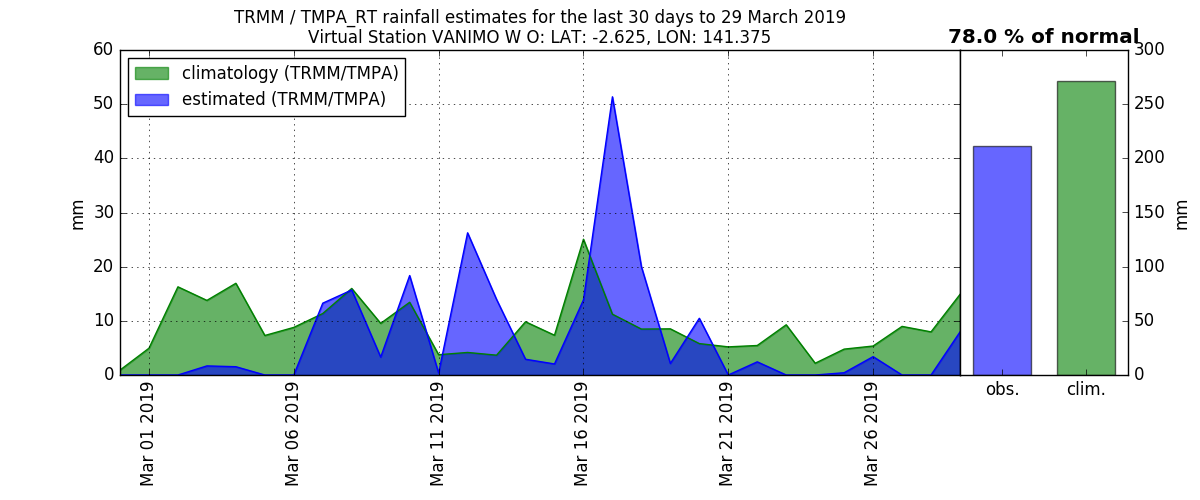 TRMM / TMPA_RT rainfall estimates for the last 30 days to 29 March 2019
Virtual Station VANIMO W O: LAT: -2.625, LON: 141.375
78.0 % of normal
climatology (TRMM/TMPA)
estimated (TRMM/TMPA)
60
50
40
30
20
10
0
mm
Mar 01 2019
Mar 06 2019
Mar 11 2019
Mar 16 2019
Mar 21 2019
Mar 26 2019
300
250
200
150
100
50
0
mm
obs.
clim.